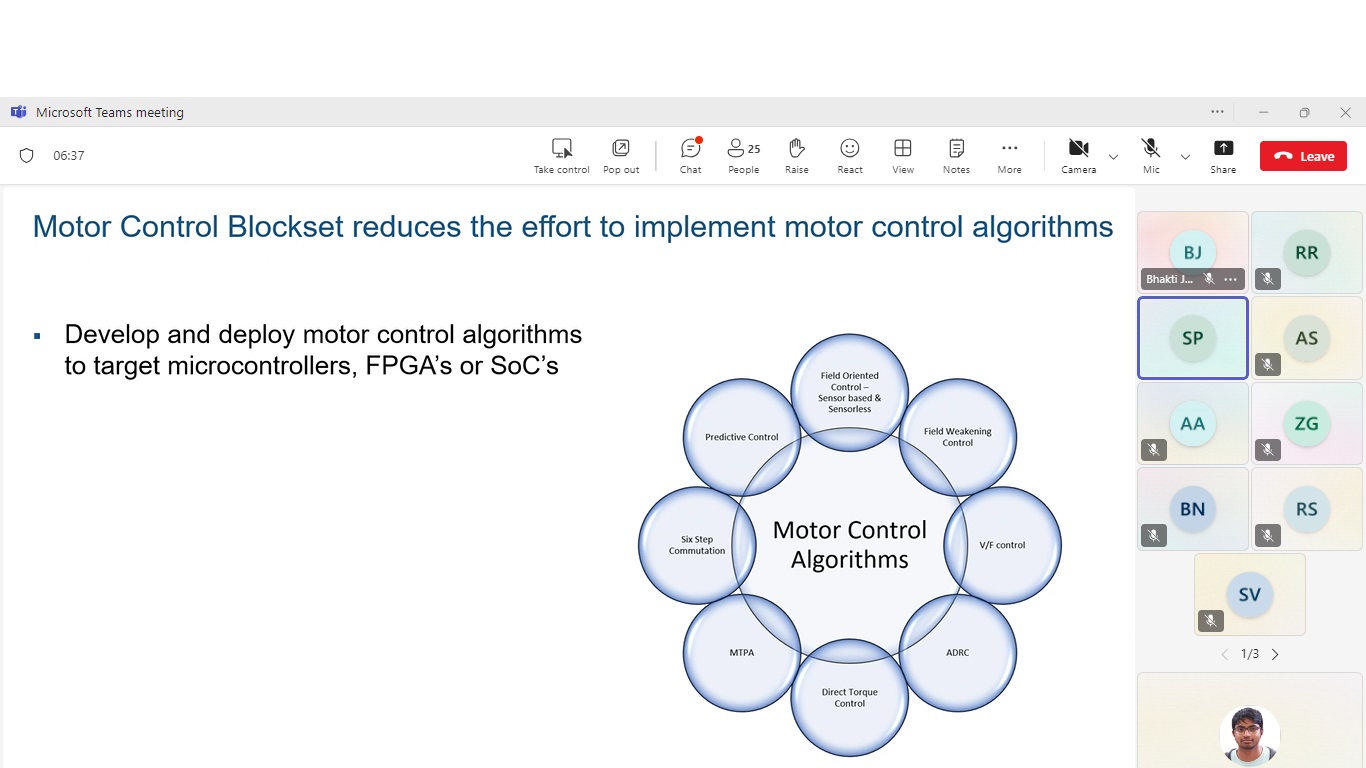 Microsoft Teams meeting
06:37
Take control
Pop out
Chat
25
People
Raise
React
View
Notes
More
Camera
Mic
Share
Leave
Motor Control Blockset reduces the effort to implement motor control algorithms
▪ Develop and deploy motor control algorithms
to target microcontrollers, FPGA’s or SoC’s
Field Oriented
Control –
Sensor based &
Sensorless
Predictive Control
Field Weakening
Control
Six Step
Commutation
Motor Control
Algorithms
V/F control
MTPA
ADRC
Direct Torque
Control
BJ
Bhakti J...
RR
SP
AS
AA
ZG
BN
RS
SV
1/3